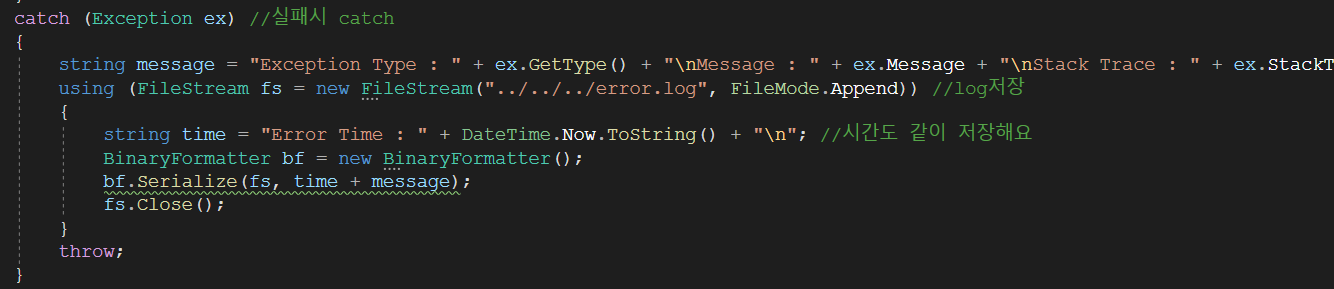 catch (Exception ex) //실패시 catch
{
string message = "Exception Type : " + ex.GetType() + "\nMessage : " + ex.Message + "\nStack Trace : " + ex.StackT
using (FileStream fs = new FileStream("../../../error.log", FileMode.Append)) //log저장
{
string time = "Error Time : " + DateTime.Now.ToString() + "\n"; //시간도 같이 저장해요
BinaryFormatter bf = new BinaryFormatter();
bf.Serialize(fs, time + message);
fs.Close();
}
throw;
}